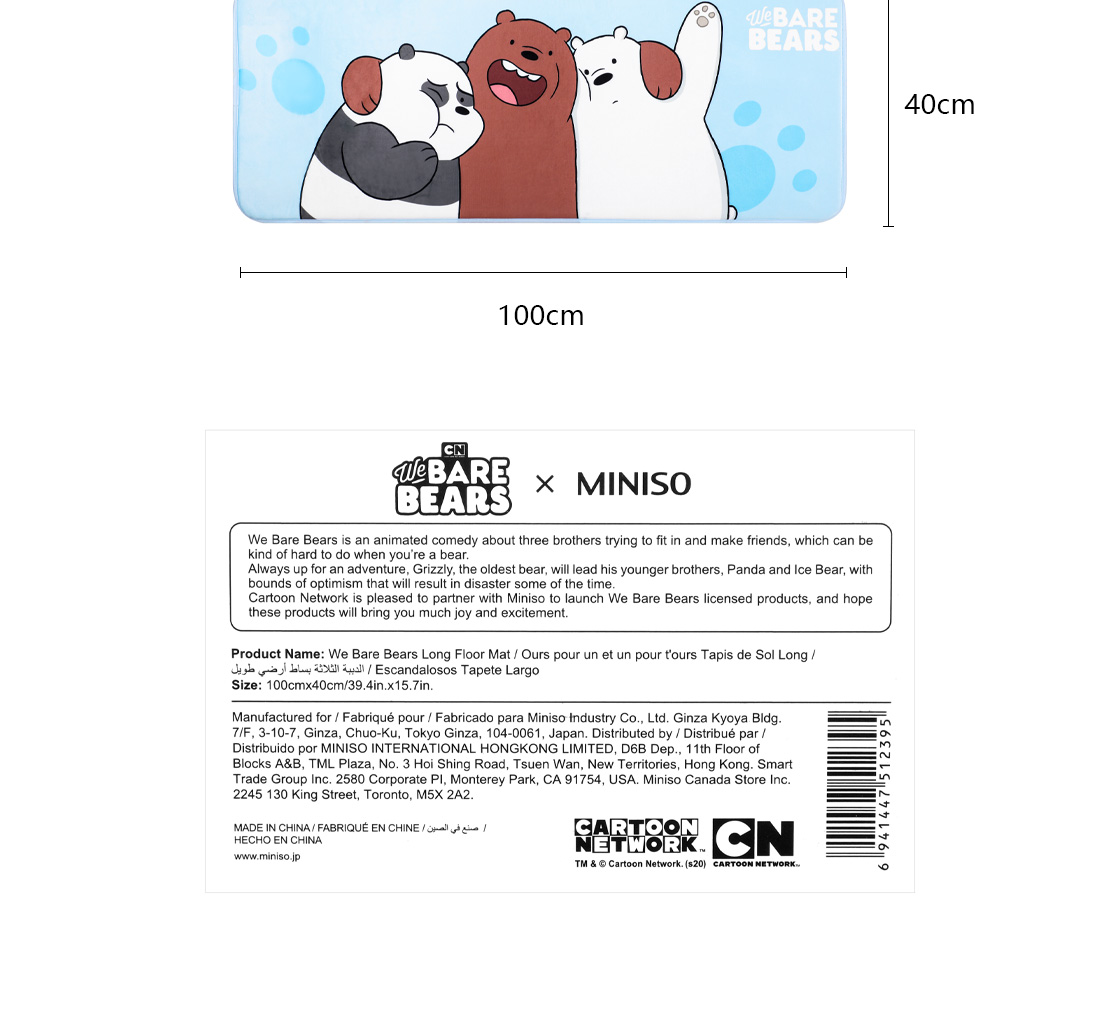 We BARE
BEARS
40cm
100cm
CN
We BARE
BEARS × MINISO
We Bare Bears is an animated comedy about three brothers trying to fit in and make friends, which can be
kind of hard to do when you're a bear.
Always up for an adventure, Grizzly, the oldest bear, will lead his younger brothers, Panda and Ice Bear, with
bounds of optimism that will result in disaster some of the time.
Cartoon Network is pleased to partner with Miniso to launch We Bare Bears licensed products, and hope
these products will bring you much joy and excitement.
Product Name: We Bare Bears Long Floor Mat / Ours pour un et un pour t'ours Tapis de Sol Long /
الدببة الثلاثة بساط أرضي طويل / Escandalosos Tapete Largo
Size: 100cmx40cm/39.4in.x15.7in.
Manufactured for / Fabriqué pour / Fabricado para Miniso Industry Co., Ltd. Ginza Kyoya Bldg.
7/F, 3-10-7, Ginza, Chuo-Ku, Tokyo Ginza, 104-0061, Japan. Distributed by / Distribué par /
Distribuido por MINISO INTERNATIONAL HONGKONG LIMITED, D6B Dep., 11th Floor of
Blocks A&B, TML Plaza, No. 3 Hoi Shing Road, Tsuen Wan, New Territories, Hong Kong. Smart
Trade Group Inc. 2580 Corporate Pl, Monterey Park, CA 91754, USA. Miniso Canada Store Inc.
2245 130 King Street, Toronto, M5X 2A2.
MADE IN CHINA / FABRIQUÉ EN CHINE / صنع في الصين /
HECHO EN CHINA
www.miniso.jp
CARTOON
NETWORK™
TM & © Cartoon Network. (s20)
CN
CARTOON NETWORK™
6 941447 512395